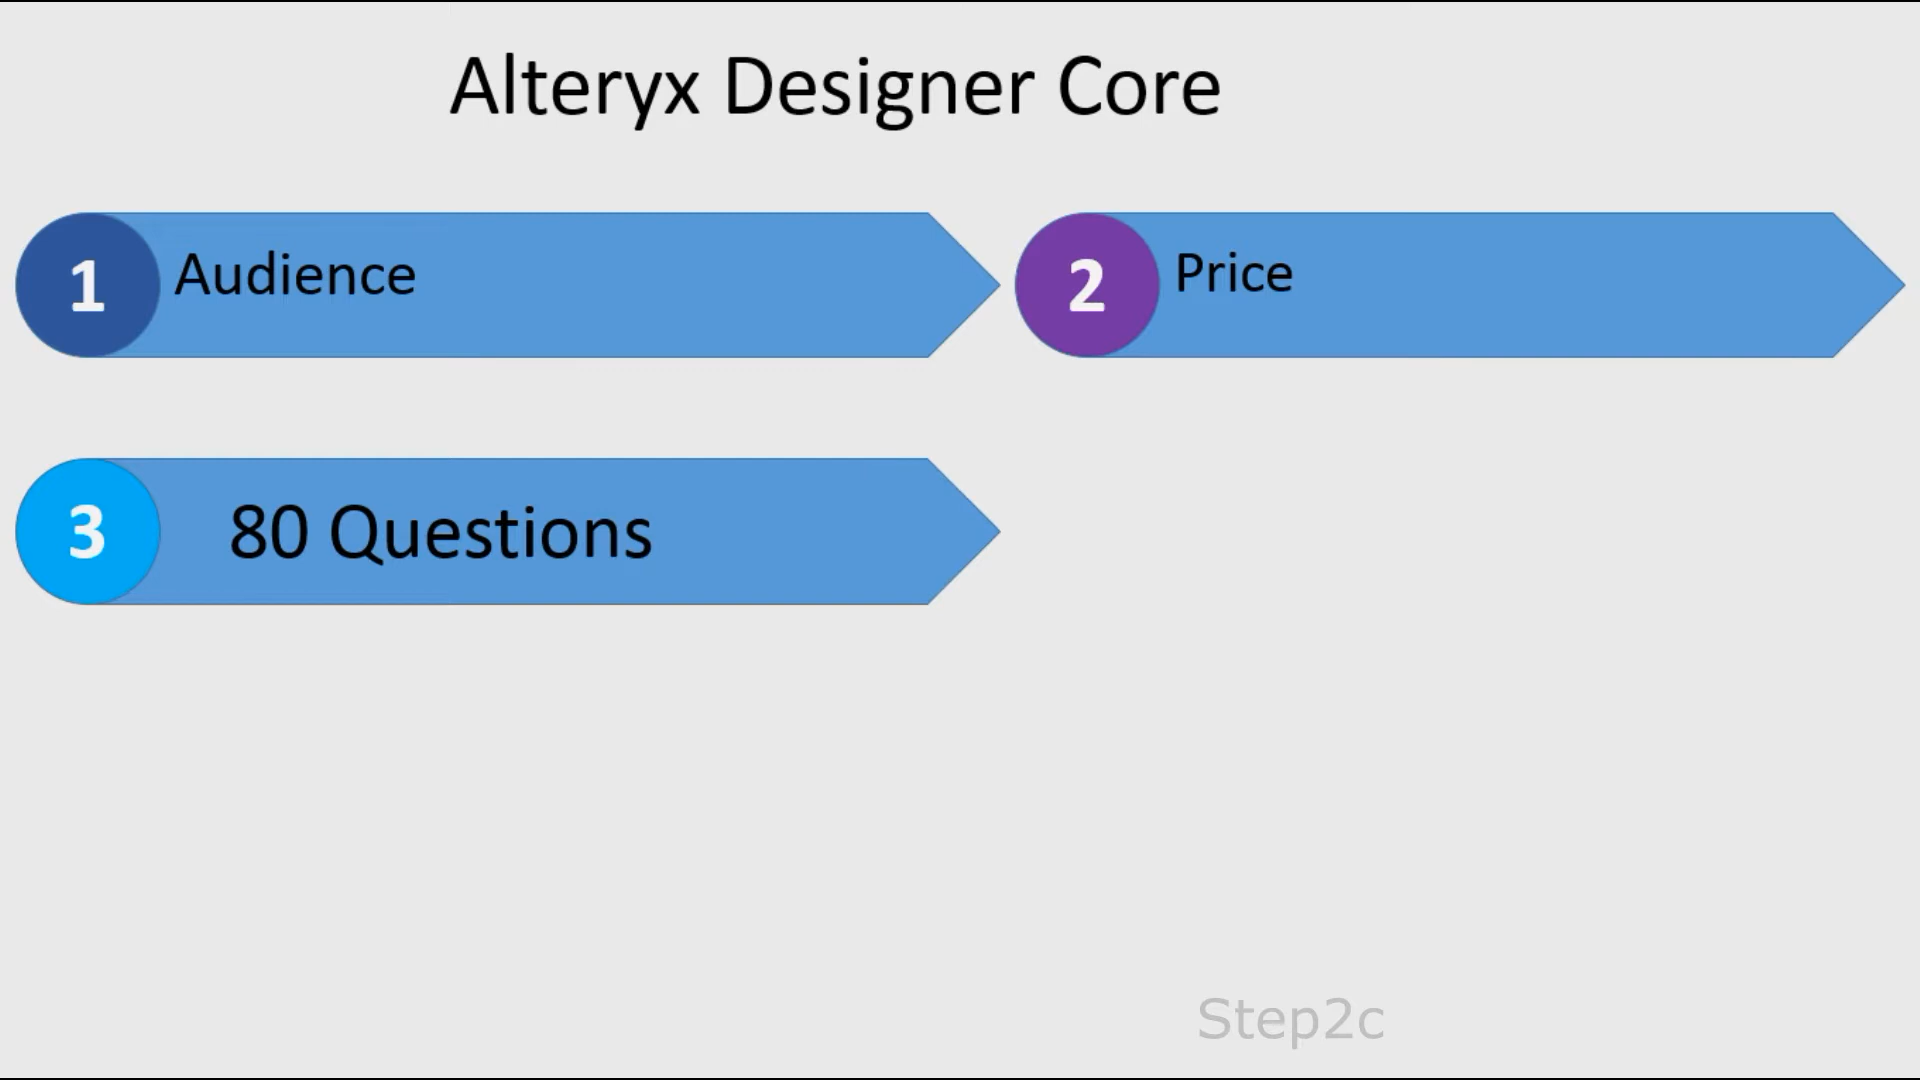 Alteryx Designer Core
1 Audience
2 Price
3 80 Questions
Step2c